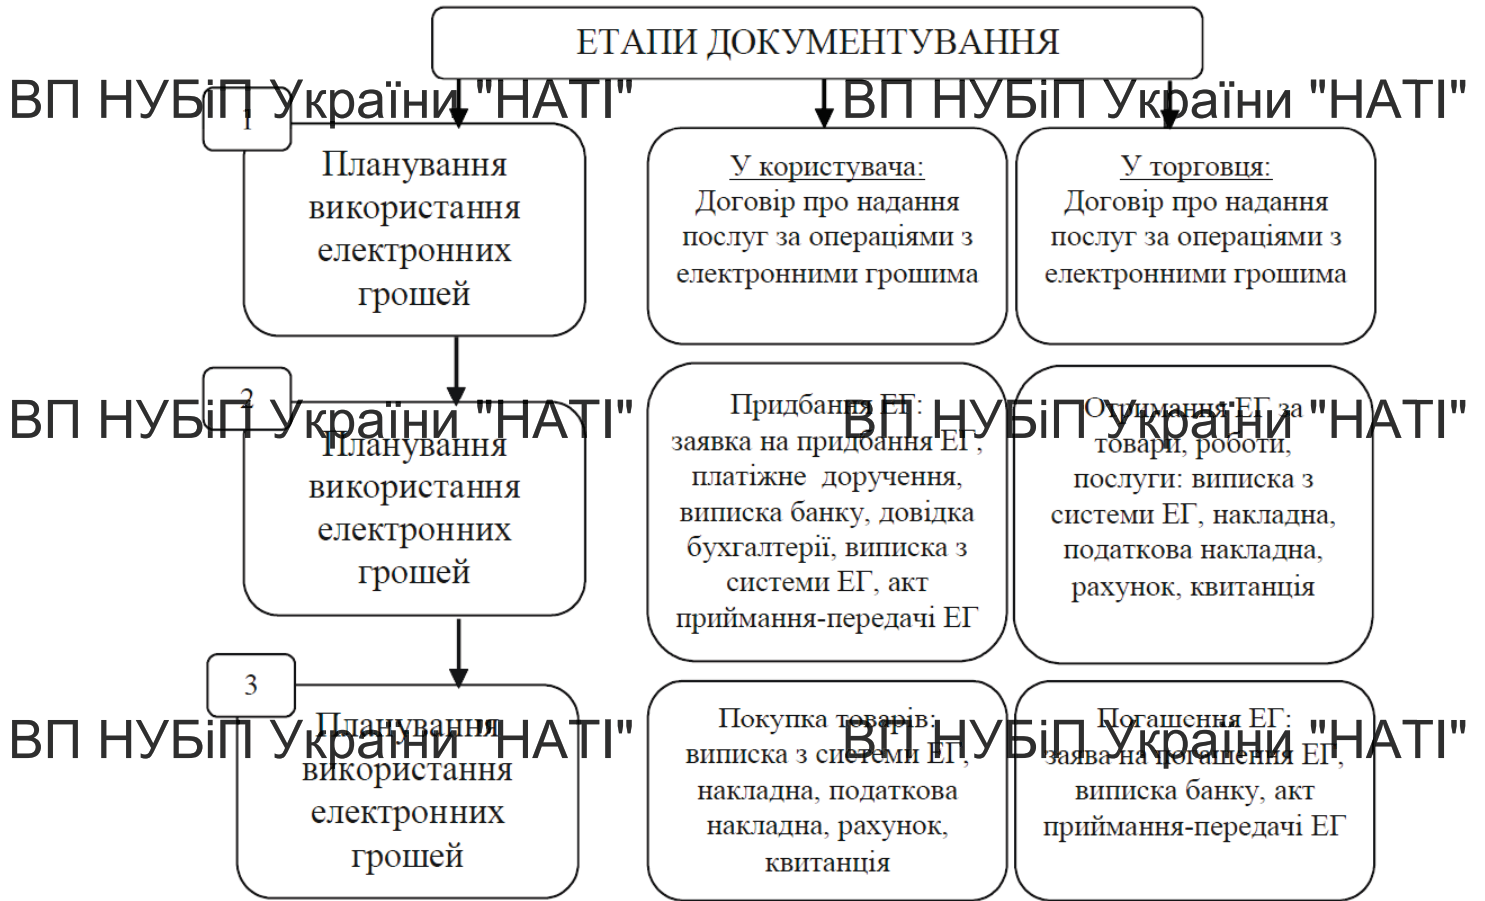 ЕТАПИ ДОКУМЕНТУВАННЯ
ВП НУБіП України "НАТІ"
ВП НУБіП України "НАТІ"
1
Планування
використання
електронних
грошей
У користувача:
Договір про надання
послуг за операціями з
електронними грошима
У торговця:
Договір про надання
послуг за операціями з
електронними грошима
2
ВП НУБіП України "НАТІ"
ВП НУБіП України "НАТІ"
Планування
використання
електронних
грошей
Придбання ЕГ:
заявка на придбання ЕГ,
платіжне доручення,
виписка банку, довідка
бухгалтерії, виписка з
системи ЕГ, акт
приймання-передачі ЕГ
Отримання ЕГ за
товари, роботи,
послуги: виписка з
системи ЕГ, накладна,
податкова накладна,
рахунок, квитанція
3
ВП НУБіП України "НАТІ"
ВП НУБіП України "НАТІ"
Планування
використання
електронних
грошей
Покупка товарів:
виписка з системи ЕГ,
накладна, податкова
накладна, рахунок,
квитанція
Погашення ЕГ:
заява на погашення ЕГ,
виписка банку, акт
приймання-передачі ЕГ